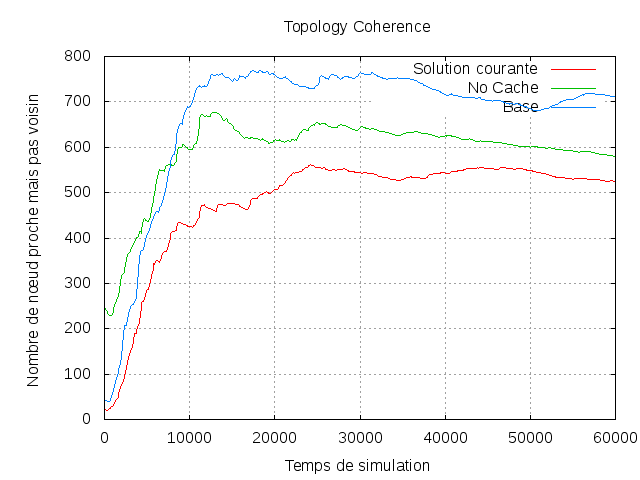 Topology Coherence
800
700
600
500
400
300
200
100
0
Nombre de nœud proche mais pas voisin
Solution courante
No Cache
Base
0 10000 20000 30000 40000 50000 60000
Temps de simulation